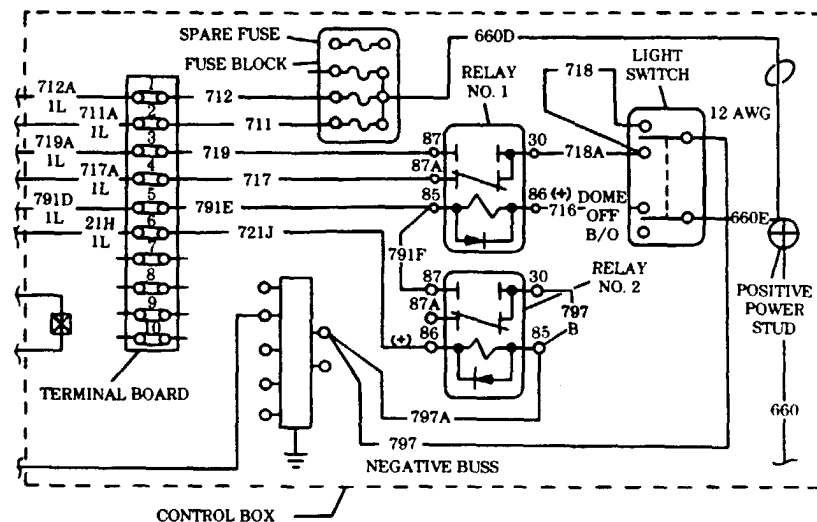 SPARE FUSE
660D
FUSE BLOCK
RELAY
NO. 1
718
LIGHT
SWITCH
12 AWG
712A
1L
1
712
711A
1L
2
711
719A
1L
3
719
87
30
718A
717A
1L
4
717
87A
791D
1L
5
791E
85
86 (+)
716
DOME
OFF
B/O
660E
21H
1L
6
721J
791F
7
8
9
10
87
30
RELAY
NO. 2
87A
797
B
86
(+)
85
POSITIVE
POWER
STUD
TERMINAL BOARD
797A
660
797
NEGATIVE BUSS
CONTROL BOX